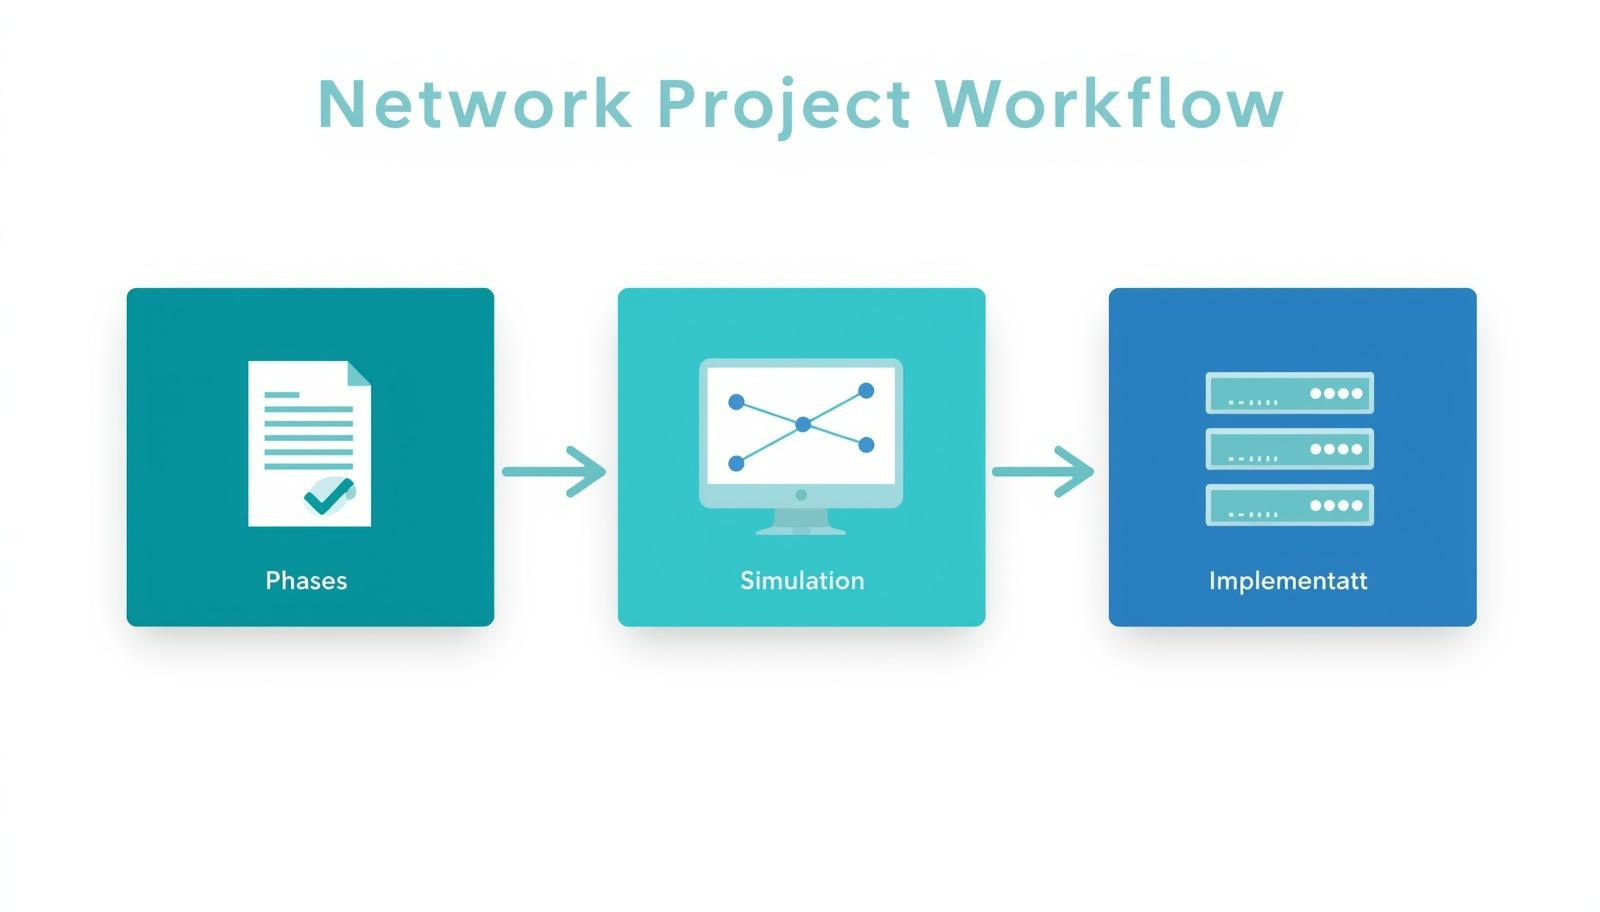 Network Project Workflow
Phases
Simulation
Implementatt